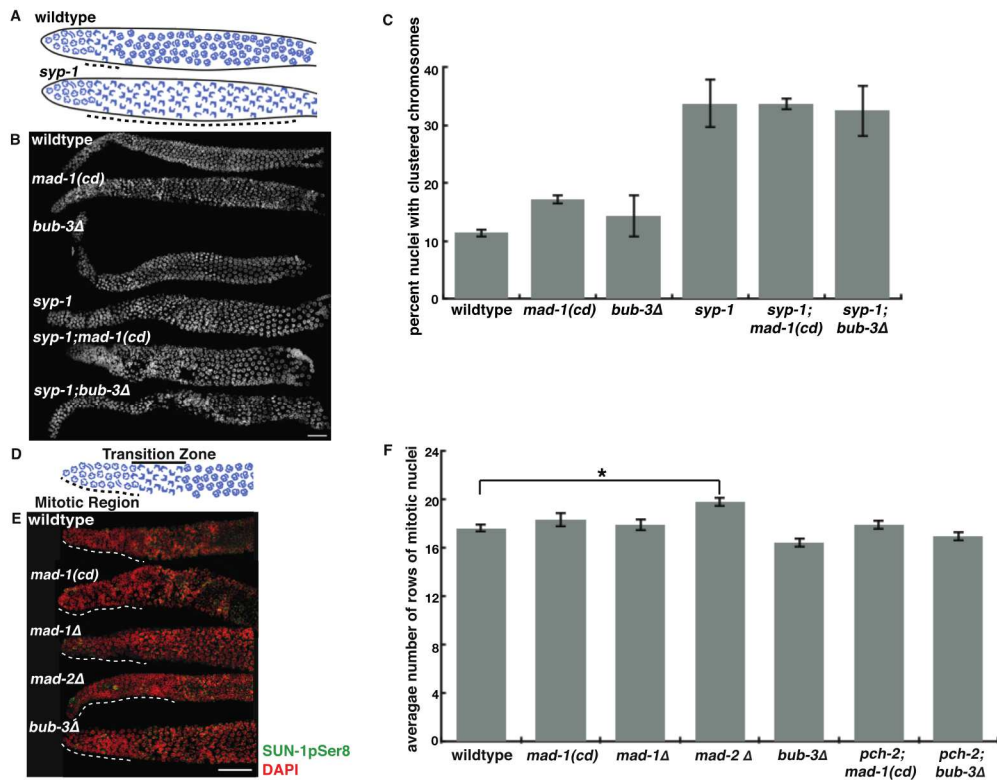 A
wildtype
syp-1
B
wildtype
mad-1(cd)
bub-3Δ
syp-1
syp-1;mad-1(cd)
syp-1;bub-3Δ
C
percent nuclei with clustered chromosomes
40
30
20
10
0
wildtype mad-1(cd) bub-3Δ syp-1 syp-1; syp-1;
mad-1(cd) bub-3Δ
D
Transition Zone
Mitotic Region
E
wildtype
mad-1(cd)
mad-1Δ
mad-2Δ
bub-3Δ
SUN-1pSer8
DAPI
F
averagae number of rows of mitotic nuclei
24
20
16
12
8
4
0
*
wildtype mad-1(cd) mad-1Δ mad-2 Δ bub-3Δ pch-2; pch-2;
mad-1(cd) bub-3Δ